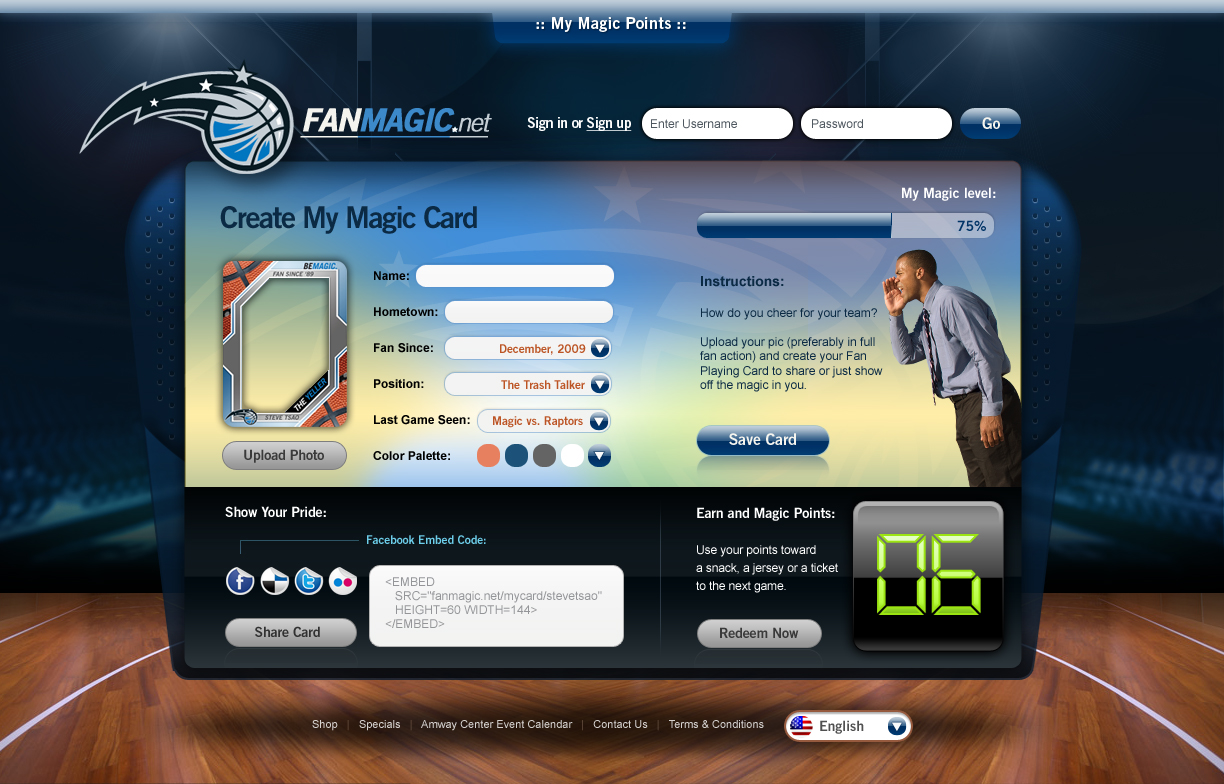 :: My Magic Points ::
FANMAGIC.net
Sign in or Sign up
Enter Username
Password
Go
My Magic level:
75%
Create My Magic Card
BEMAGIC.
FAN SINCE '89
THE YELLER
STEVE TSAO
Upload Photo
Name:
Hometown:
Fan Since:
December, 2009
Position:
The Trash Talker
Last Game Seen:
Magic vs. Raptors
Color Palette:
Instructions:
How do you cheer for your team?
Upload your pic (preferably in full
fan action) and create your Fan
Playing Card to share or just show
off the magic in you.
Save Card
Show Your Pride:
Facebook Embed Code:
<EMBED
SRC="fanmagic.net/mycard/stevetsao"
HEIGHT=60 WIDTH=144>
</EMBED>
Share Card
Earn and Magic Points:
Use your points toward
a snack, a jersey or a ticket
to the next game.
Redeem Now
06
Shop | Specials | Amway Center Event Calendar | Contact Us | Terms & Conditions
English